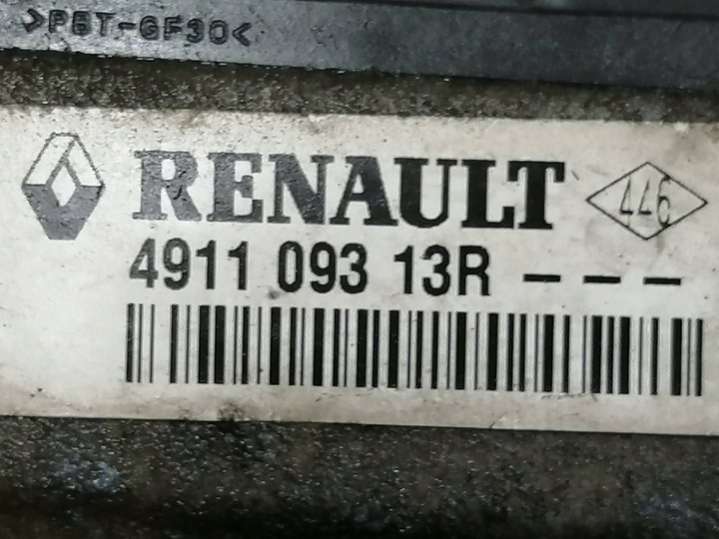 >PBT-GF30<
RENAULT 446
4911 093 13R - - -